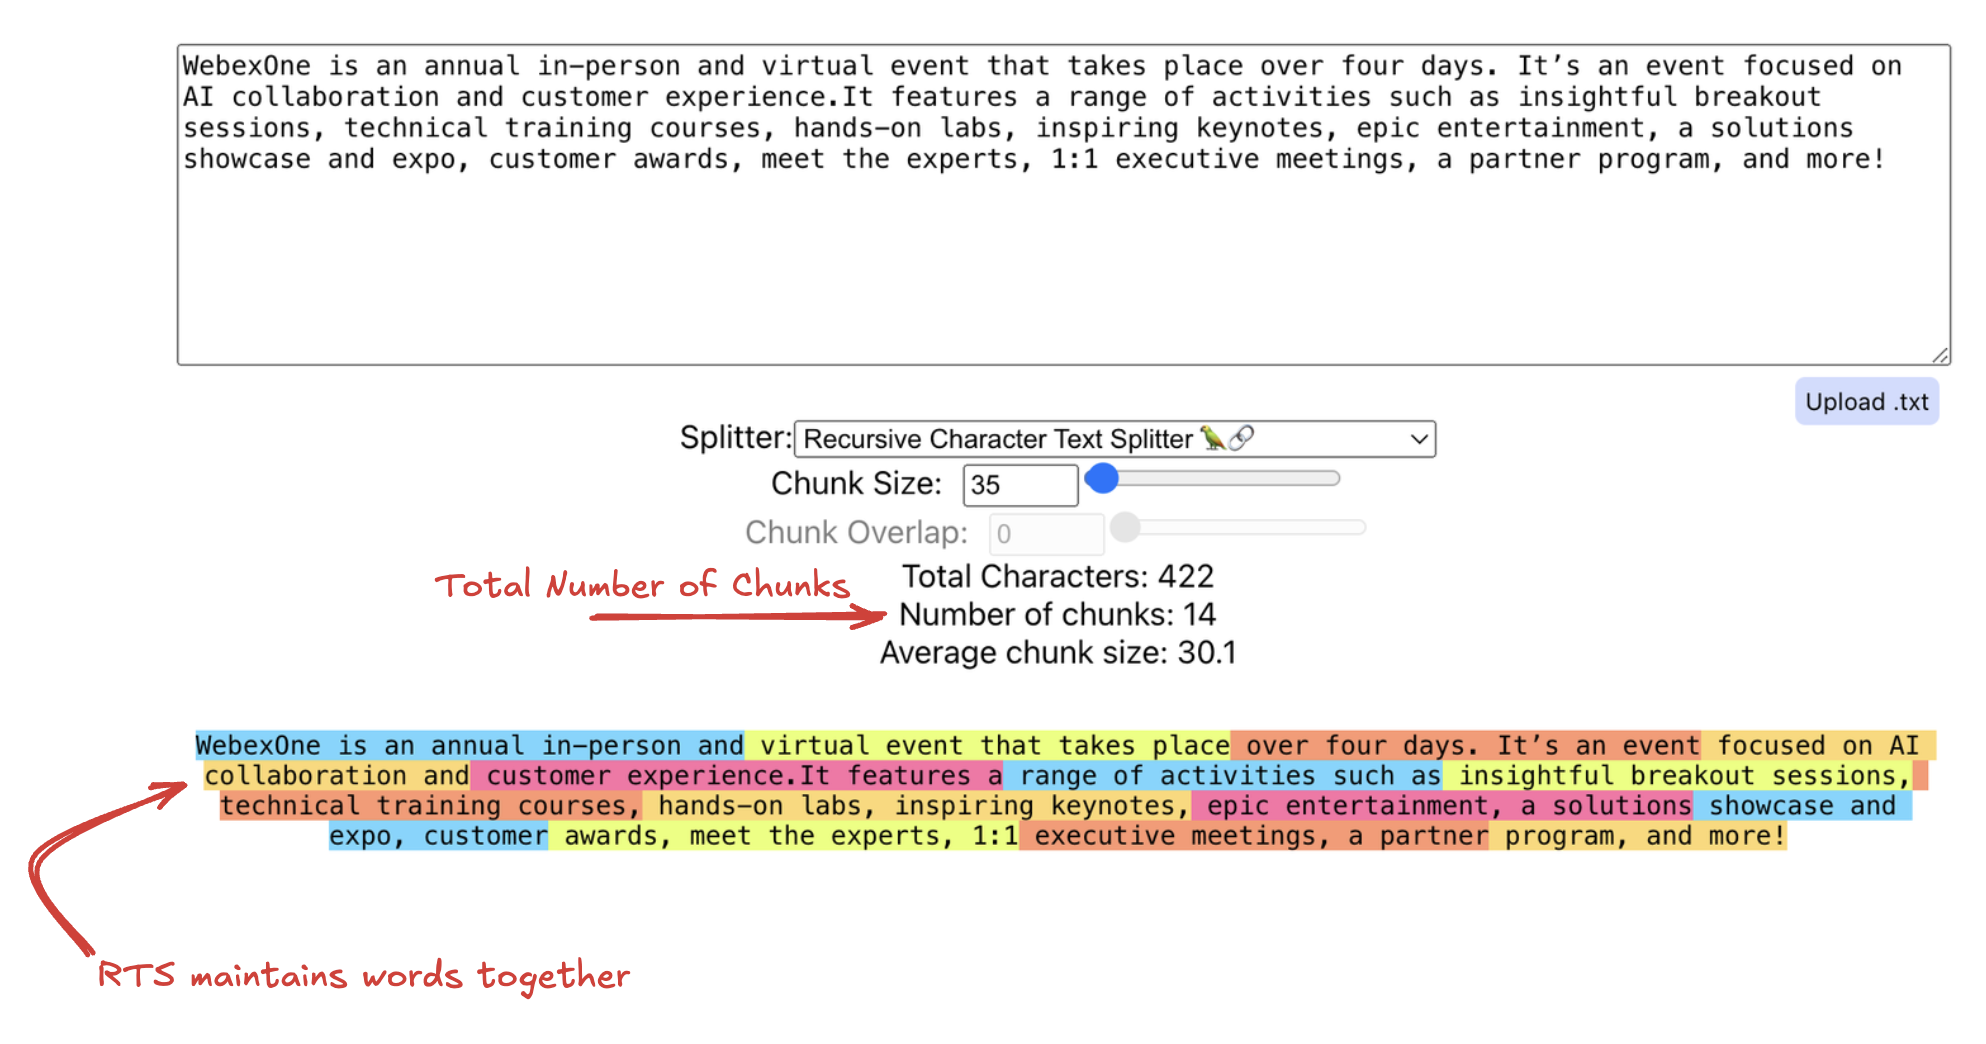 WebexOne is an annual in-person and virtual event that takes place over four days. It’s an event focused on
AI collaboration and customer experience.It features a range of activities such as insightful breakout
sessions, technical training courses, hands-on labs, inspiring keynotes, epic entertainment, a solutions
showcase and expo, customer awards, meet the experts, 1:1 executive meetings, a partner program, and more!
Upload .txt
Splitter: Recursive Character Text Splitter 🦜🔗
Chunk Size: 35
Chunk Overlap: 0
Total Characters: 422
Total Number of Chunks
Number of chunks: 14
Average chunk size: 30.1
WebexOne is an annual in-person and virtual event that takes place over four days. It’s an event focused on AI
collaboration and customer experience.It features a range of activities such as insightful breakout sessions,
technical training courses, hands-on labs, inspiring keynotes, epic entertainment, a solutions showcase and
expo, customer awards, meet the experts, 1:1 executive meetings, a partner program, and more!
RTS maintains words together